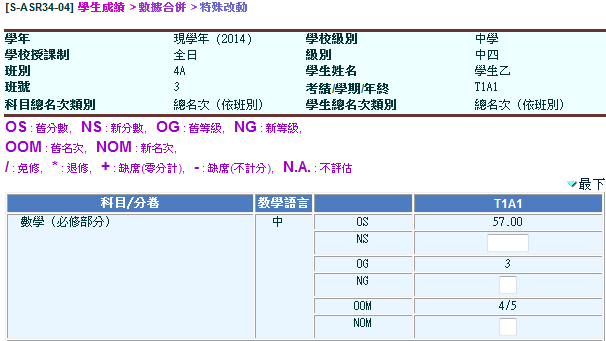 [S-ASR34-04] 學生成績 > 數據合併 > 特殊改動
學年 現學年 (2014) 學校級別 中學
學校授課制 全日 級別 中四
班別 4A 學生姓名 學生乙
班號 3 考績/學期/年終 T1A1
科目總名次類別 總名次 (依班別) 學生總名次類別 總名次 (依班別)
OS : 舊分數, NS : 新分數, OG : 舊等級, NG : 新等級,
OOM : 舊名次, NOM : 新名次,
/ : 免修, * : 退修, + : 缺席(零分計), - : 缺席(不計分), N.A. : 不評估
最下
科目/分卷 教學語言 T1A1
數學 (必修部分) 中 OS 57.00
NS
OG 3
NG
OOM 4/5
NOM